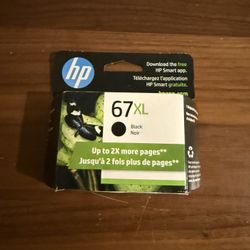 Download the free
HP Smart app.
Téléchargez l'application
HP Smart gratuite.
hp
67XL
Black
Noir
Up to 2X more pages**
Jusqu'à 2 fois plus de pages**